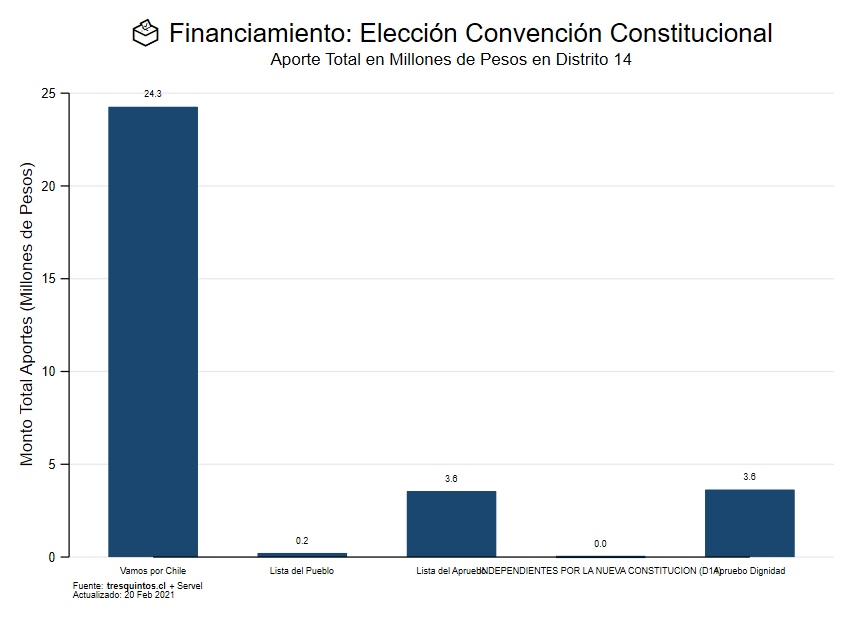 Financiamiento: Elección Convención Constitucional
Aporte Total en Millones de Pesos en Distrito 14
Monto Total Aportes (Millones de Pesos)
25
20
15
10
5
0
24.3
0.2
3.6
0.0
3.6
Vamos por Chile
Lista del Pueblo
Lista del Apruebo
INDEPENDIENTES POR LA NUEVA CONSTITUCION (D14)
Apruebo Dignidad
Fuente: tresquintos.cl + Servel
Actualizado: 20 Feb 2021